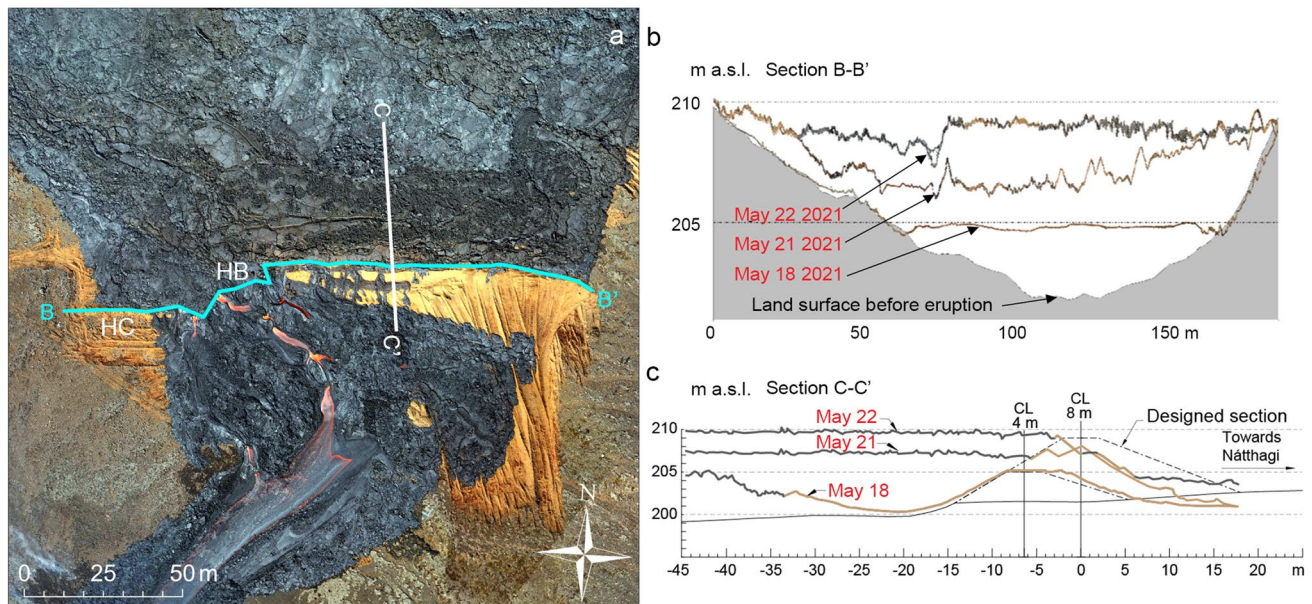 a
C
HB
B
B'
HC
C'
N
0 25 50 m
b
m a.s.l. Section B-B’
210
205
May 22 2021
May 21 2021
May 18 2021
Land surface before eruption
0 50 100 150 m
c
m a.s.l. Section C-C’
CL
8 m
CL
4 m
Designed section
May 22
May 21
May 18
Towards
Nátthagi
210
205
200
-45 -40 -35 -30 -25 -20 -15 -10 -5 0 5 10 15 20 m